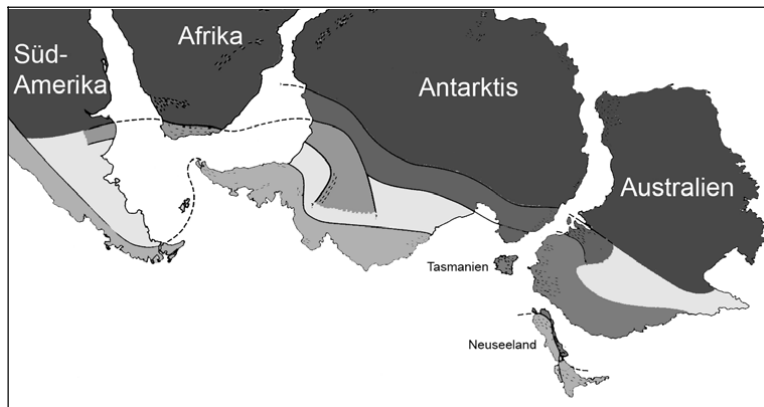 Süd-
Amerika
Afrika
Antarktis
Australien
Tasmanien
Neuseeland